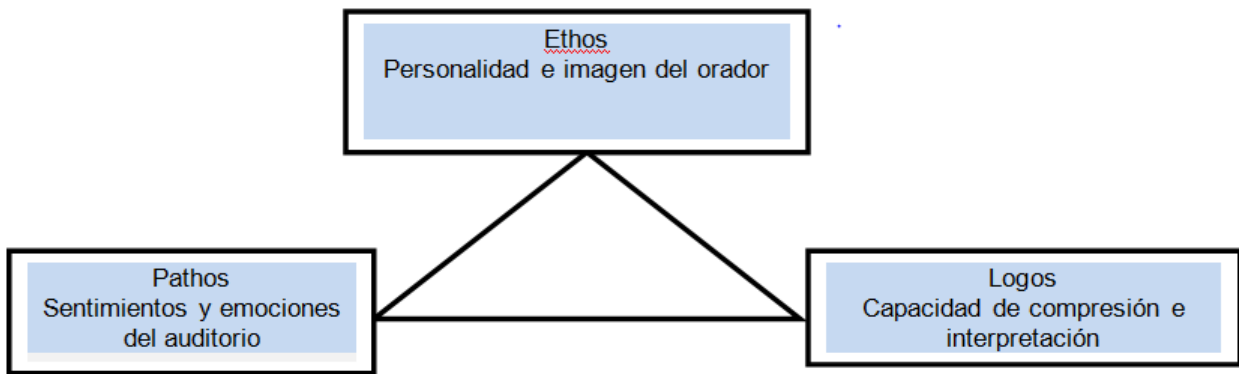 Ethos
Personalidad e imagen del orador
Pathos
Sentimientos y emociones
del auditorio
Logos
Capacidad de compresión e
interpretación